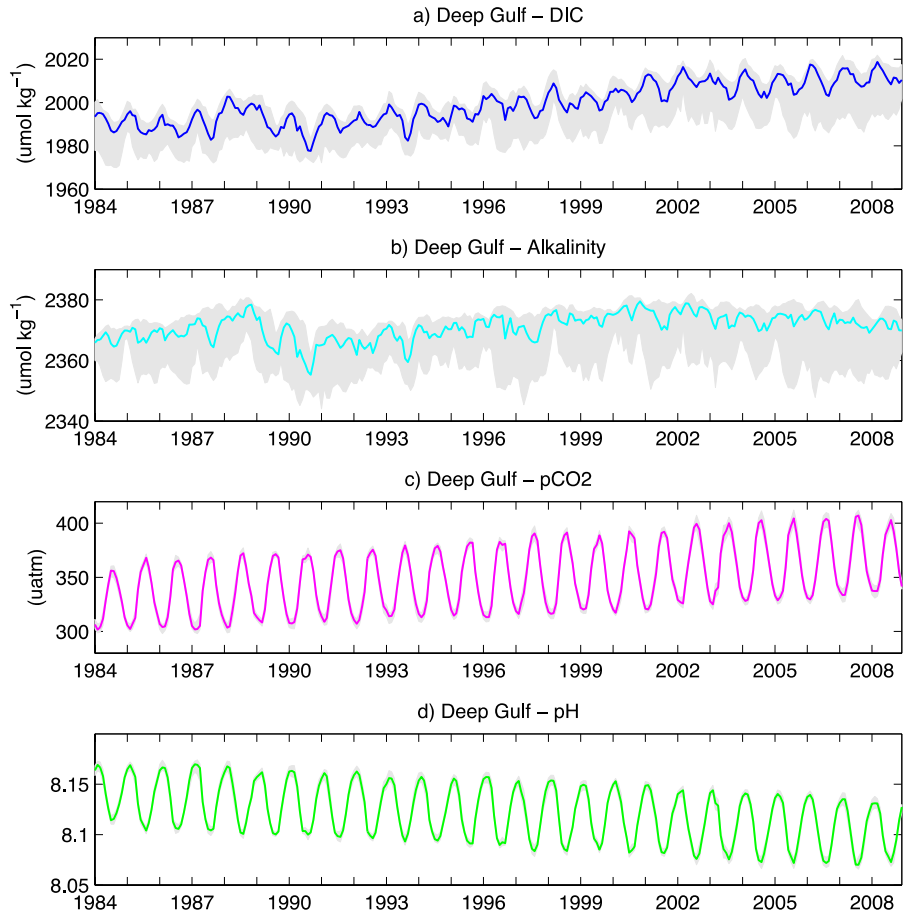 a) Deep Gulf – DIC
(umol kg⁻¹)
2020
2000
1980
1960
1984 1987 1990 1993 1996 1999 2002 2005 2008
b) Deep Gulf – Alkalinity
(umol kg⁻¹)
2380
2360
2340
1984 1987 1990 1993 1996 1999 2002 2005 2008
c) Deep Gulf – pCO2
(uatm)
400
350
300
1984 1987 1990 1993 1996 1999 2002 2005 2008
d) Deep Gulf – pH
8.15
8.1
8.05
1984 1987 1990 1993 1996 1999 2002 2005 2008